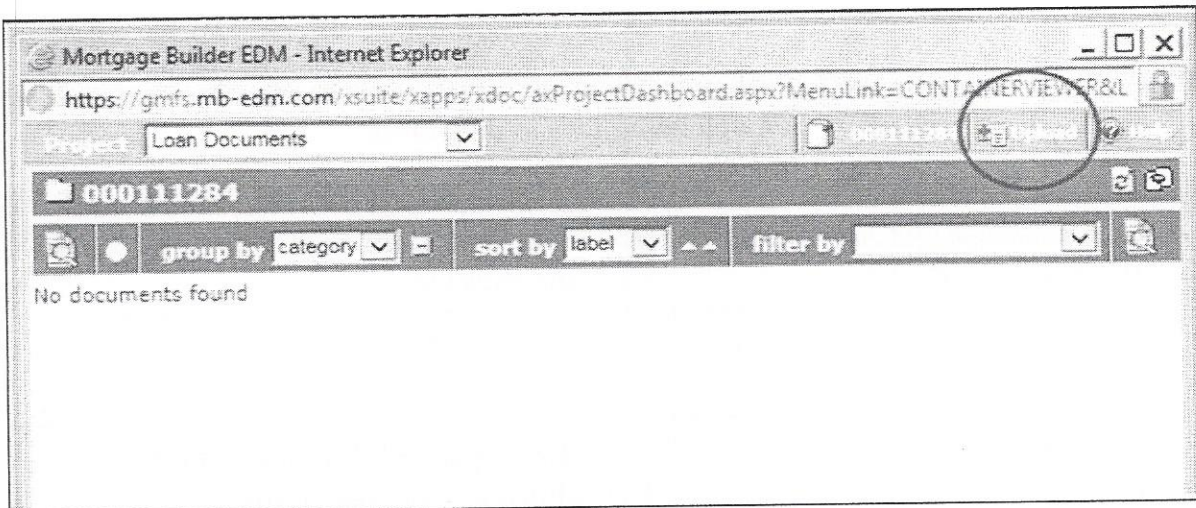 Mortgage Builder EDM - Internet Explorer
https://gmfs.mb-edm.com/xsuite/xapps/xdoc/axProjectDashboard.aspx?MenuLink=CONTAINERVIEWER&L
Project Loan Documents 000111284 Upload Help
000111284
group by category sort by label filter by
No documents found